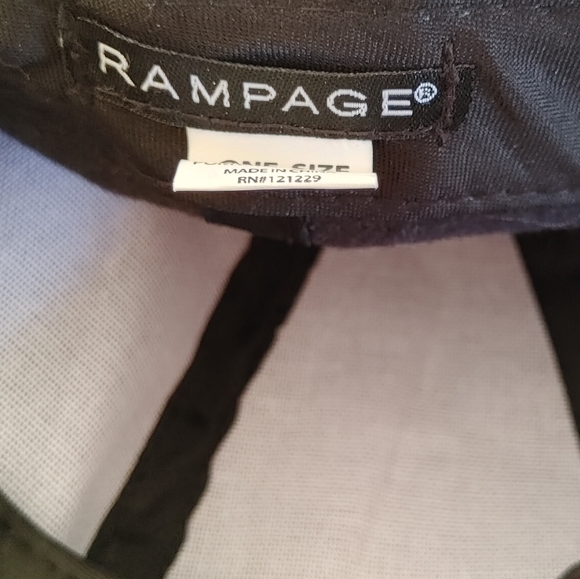 RAMPAGE®
ONE SIZE
MADE IN CHINA
RN#121229